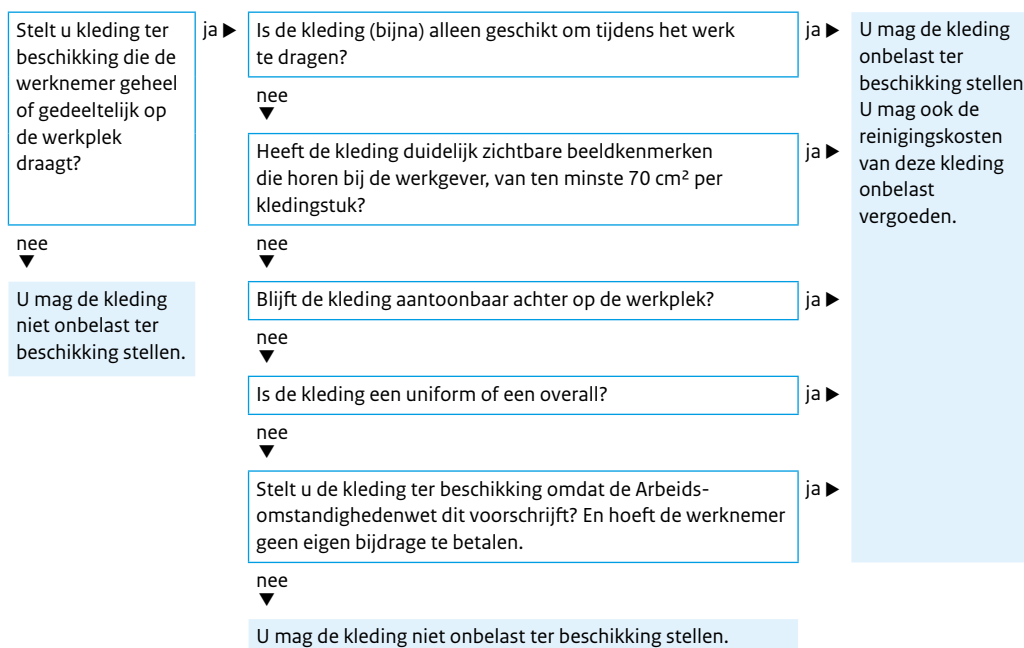 Stelt u kleding ter
beschikking die de
werknemer geheel
of gedeeltelijk op
de werkplek
draagt?
ja ▶
nee
▼
U mag de kleding
niet onbelast ter
beschikking stellen.
Is de kleding (bijna) alleen geschikt om tijdens het werk
te dragen?
ja ▶
nee
▼
Heeft de kleding duidelijk zichtbare beeldkenmerken
die horen bij de werkgever, van ten minste 70 cm² per
kledingstuk?
ja ▶
nee
▼
Blijft de kleding aantoonbaar achter op de werkplek?
ja ▶
nee
▼
Is de kleding een uniform of een overall?
ja ▶
nee
▼
Stelt u de kleding ter beschikking omdat de Arbeids-
omstandighedenwet dit voorschrijft? En hoeft de werknemer
geen eigen bijdrage te betalen.
ja ▶
nee
▼
U mag de kleding niet onbelast ter beschikking stellen.
U mag de kleding
onbelast ter
beschikking stellen
U mag ook de
reinigingskosten
van deze kleding
onbelast
vergoeden.